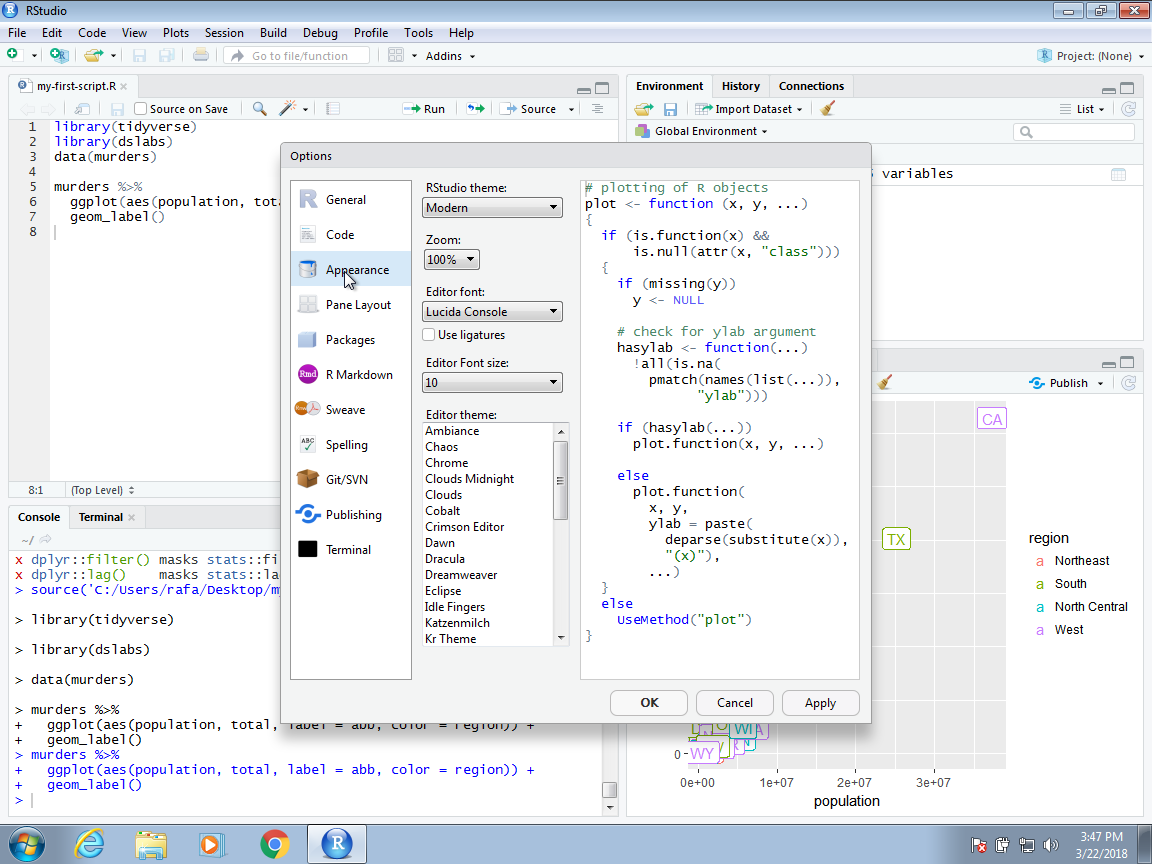 RStudio
File Edit Code View Plots Session Build Debug Profile Tools Help
Go to file/function
Addins
Project: (None)
my-first-script.R
Source on Save
Run
Source
1 library(tidyverse)
2 library(dslabs)
3 data(murders)
4
5 murders %>%
6 ggplot(aes(population,
7 geom_label()
8
8:1 (Top Level)
Console Terminal
~/
x dplyr::filter() masks
x dplyr::lag() masks
> source('C:/Users/rafa/Desktop/
> library(tidyverse)
> library(dslabs)
> data(murders)
> murders %>%
+ ggplot(aes(population, total, label = abb, color = region)) +
+ geom_label()
> murders %>%
+ ggplot(aes(population, total, label = abb, color = region)) +
+ geom_label()
>
Environment History Connections
Import Dataset
List
Global Environment
variables
Publish
CA
TX
WI
WY
0
0e+00 1e+07 2e+07 3e+07
population
region
a Northeast
a South
a North Central
a West
Options
General
Code
Appearance
Pane Layout
Packages
Rmd R Markdown
Sweave
ABC Spelling
Git/SVN
Publishing
Terminal
RStudio theme:
Modern
Zoom:
100%
Editor font:
Lucida Console
Use ligatures
Editor Font size:
10
Editor theme:
Ambiance
Chaos
Chrome
Clouds Midnight
Clouds
Cobalt
Crimson Editor
Dawn
Dracula
Dreamweaver
Eclipse
Idle Fingers
Katzenmilch
Kr Theme
# plotting of R objects
plot <- function (x, y, ...)
{
if (is.function(x) &&
is.null(attr(x, "class")))
{
if (missing(y))
y <- NULL
# check for ylab argument
hasylab <- function(...)
!all(is.na(
pmatch(names(list(...)),
"ylab")))
if (hasylab(...))
plot.function(x, y, ...)
else
plot.function(
x, y,
ylab = paste(
deparse(substitute(x)),
"(x)"),
...)
}
else
UseMethod("plot")
}
OK Cancel Apply
3:47 PM
3/22/2018